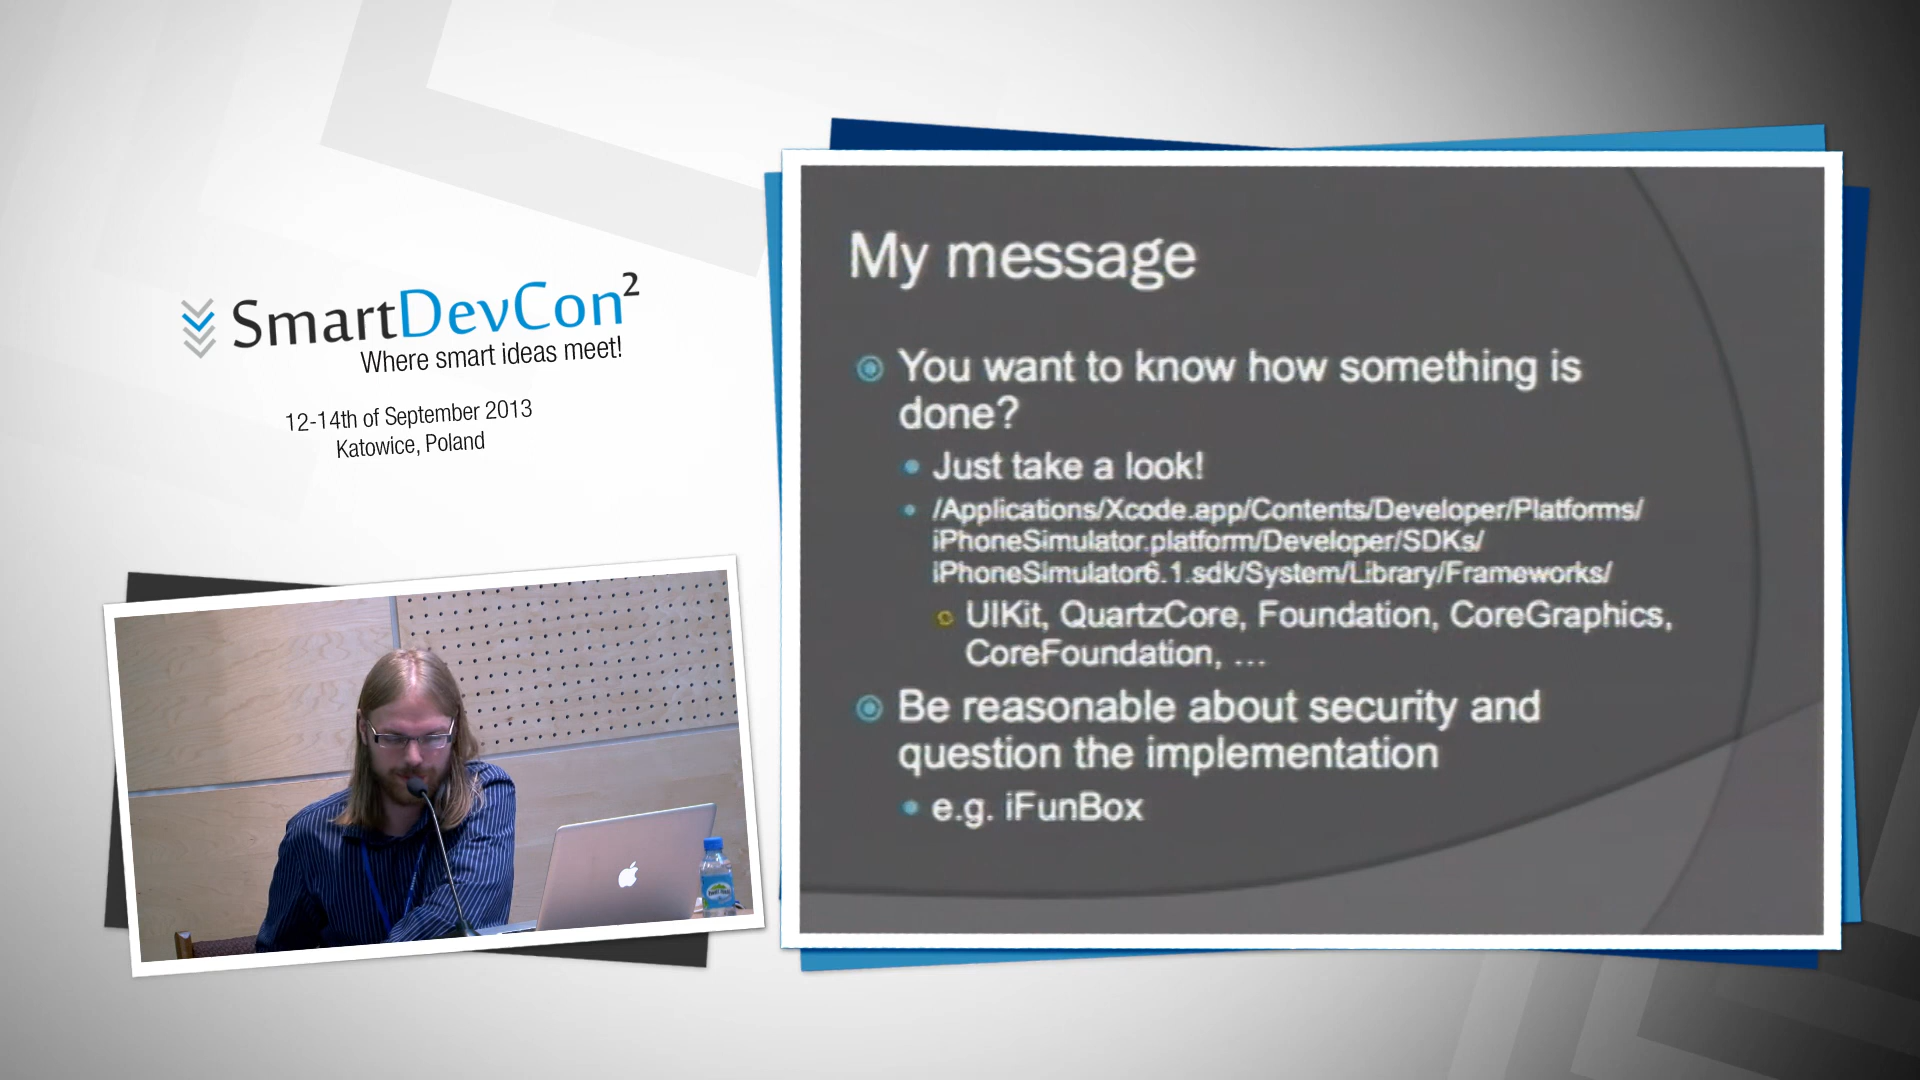 SmartDevCon²
Where smart ideas meet!
12-14th of September 2013
Katowice, Poland
My message
You want to know how something is
done?
Just take a look!
/Applications/Xcode.app/Contents/Developer/Platforms/
iPhoneSimulator.platform/Developer/SDKs/
iPhoneSimulator6.1.sdk/System/Library/Frameworks/
UIKit, QuartzCore, Foundation, CoreGraphics,
CoreFoundation, …
Be reasonable about security and
question the implementation
e.g. iFunBox